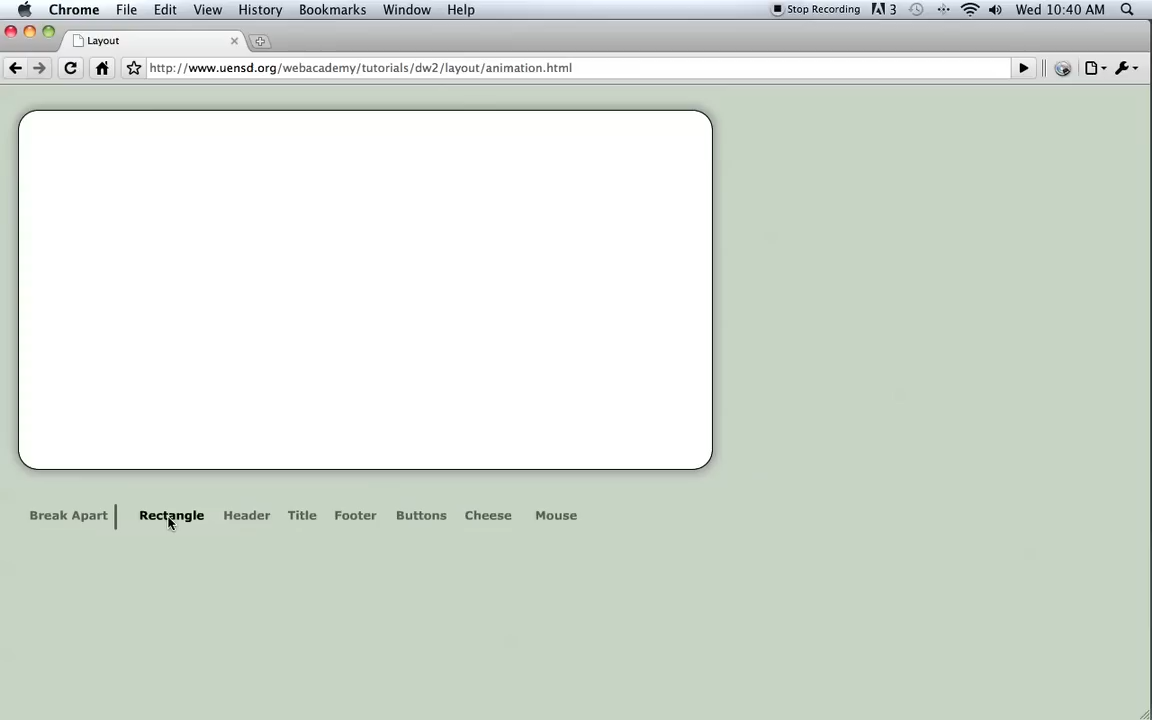 Chrome File Edit View History Bookmarks Window Help Stop Recording 3 Wed 10:40 AM
Layout
http://www.uensd.org/webacademy/tutorials/dw2/layout/animation.html
Break Apart Rectangle Header Title Footer Buttons Cheese Mouse